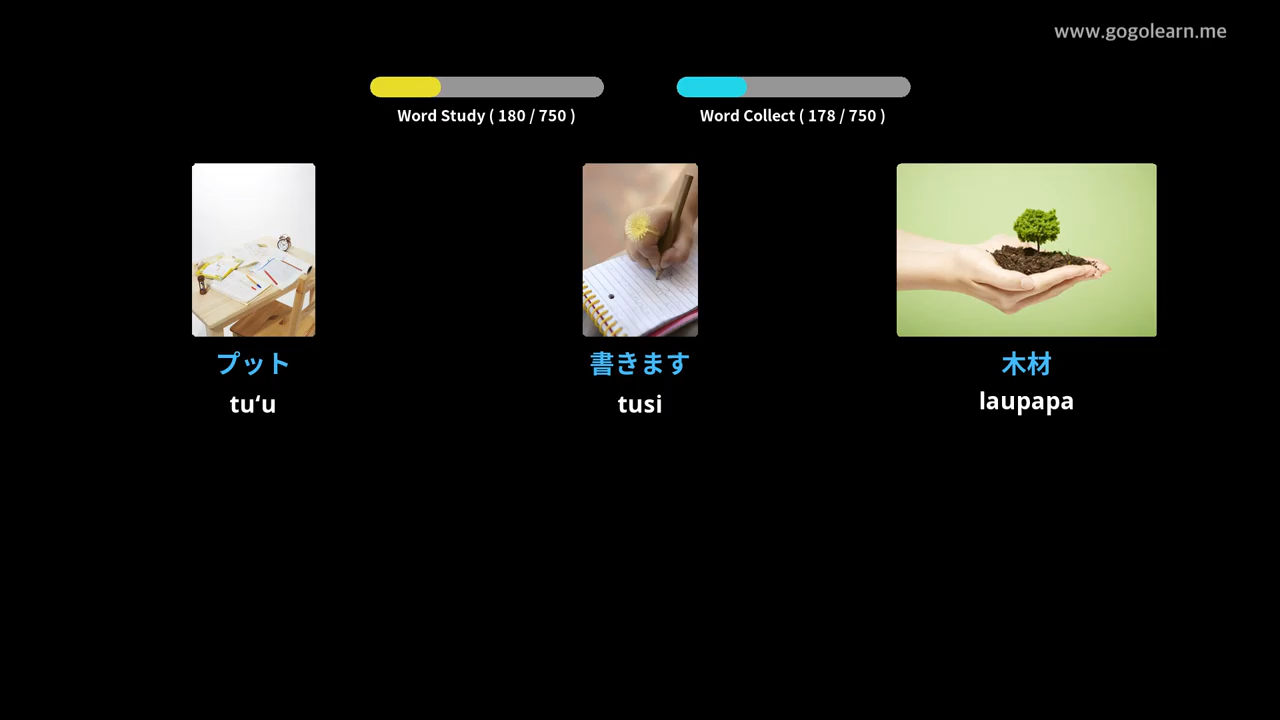 www.gogolearn.me
Word Study ( 180 / 750 )
Word Collect ( 178 / 750 )
プット
書きます
木材
tuʻu
tusi
laupapa